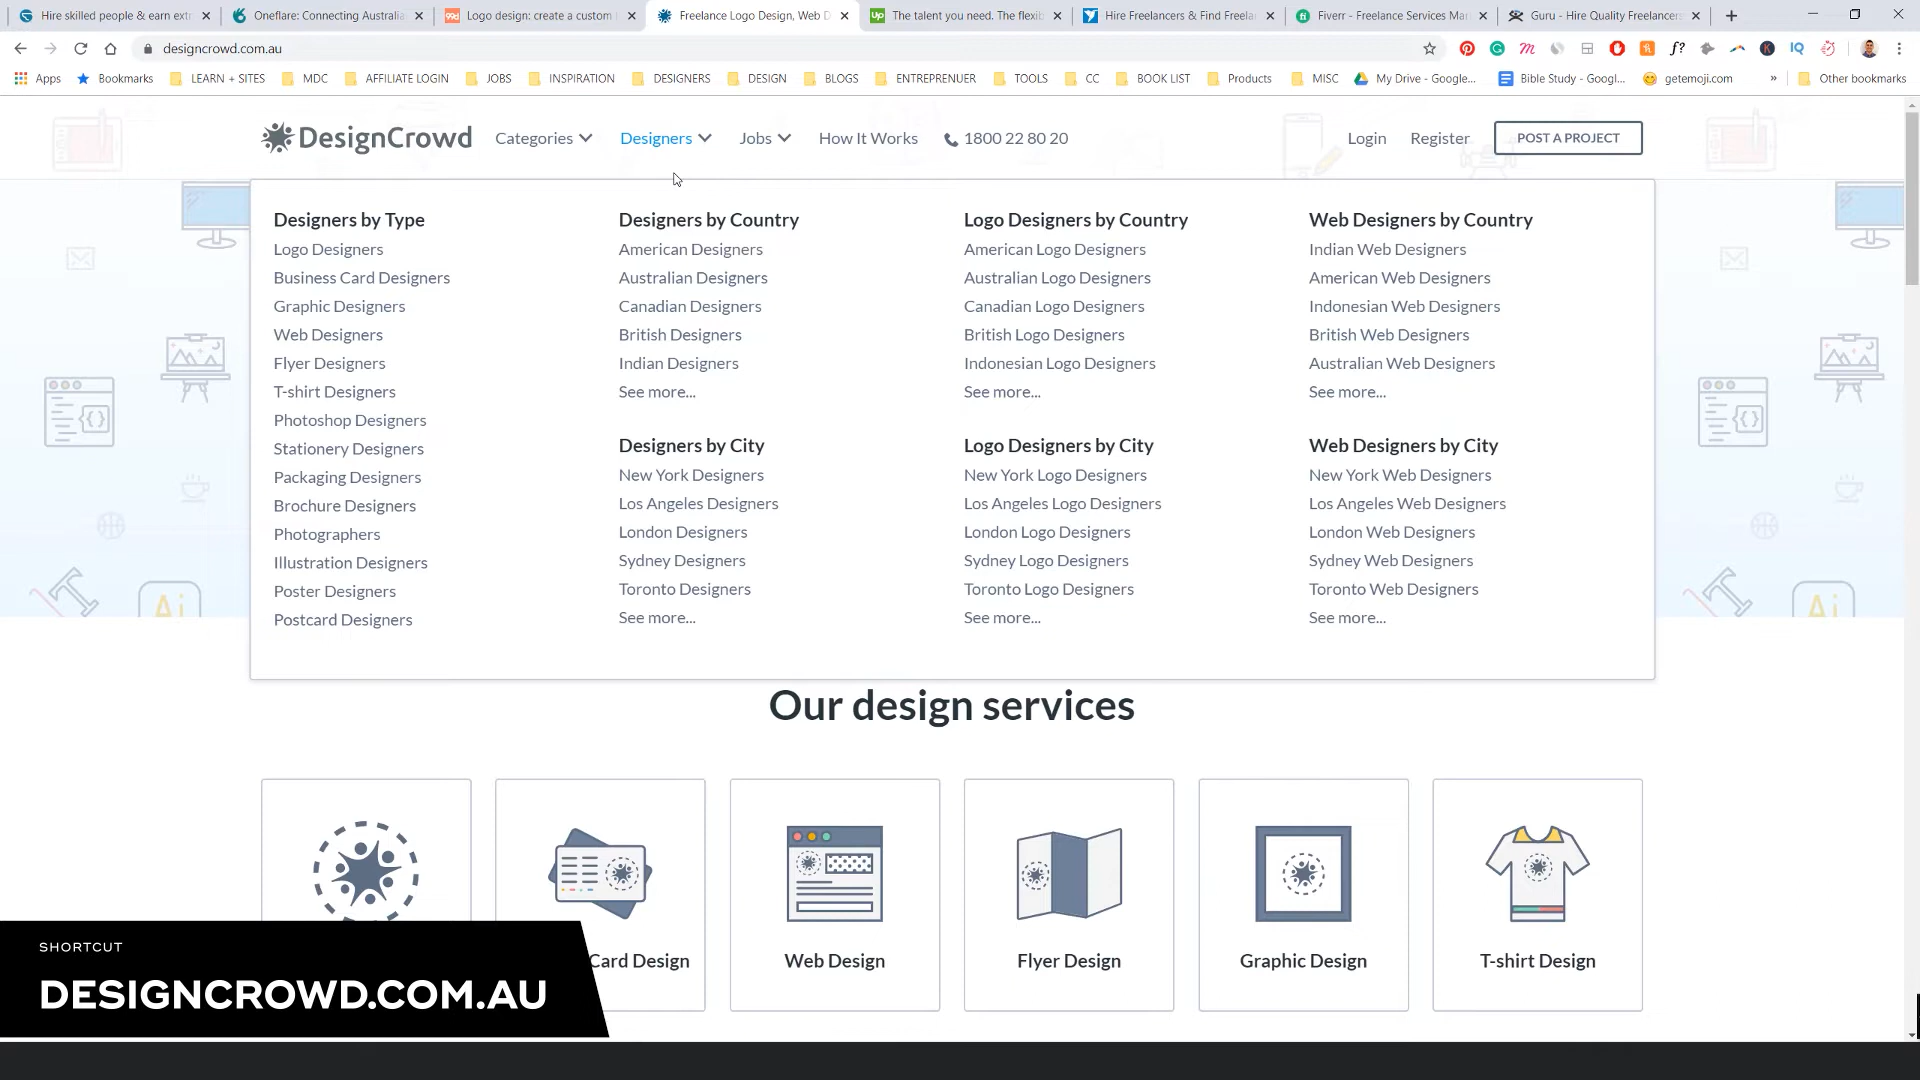 Hire skilled people & earn ext
Oneflare: Connecting Australia
Logo design: create a custom
Freelance Logo Design, Web D
The talent you need. The flexib
Hire Freelancers & Find Freela
Fiverr - Freelance Services Ma
Guru - Hire Quality Freelancers
designcrowd.com.au
Apps
Bookmarks
LEARN + SITES
MDC
AFFILIATE LOGIN
JOBS
INSPIRATION
DESIGNERS
DESIGN
BLOGS
ENTREPRENUER
TOOLS
CC
BOOK LIST
Products
MISC
My Drive - Google...
Bible Study - Googl...
getemoji.com
»
Other bookmarks
DesignCrowd
Categories
Designers
Jobs
How It Works
1800 22 80 20
Login
Register
POST A PROJECT
Designers by Type
Logo Designers
Business Card Designers
Graphic Designers
Web Designers
Flyer Designers
T-shirt Designers
Photoshop Designers
Stationery Designers
Packaging Designers
Brochure Designers
Photographers
Illustration Designers
Poster Designers
Postcard Designers
Designers by Country
American Designers
Australian Designers
Canadian Designers
British Designers
Indian Designers
See more...
Designers by City
New York Designers
Los Angeles Designers
London Designers
Sydney Designers
Toronto Designers
See more...
Logo Designers by Country
American Logo Designers
Australian Logo Designers
Canadian Logo Designers
British Logo Designers
Indonesian Logo Designers
See more...
Logo Designers by City
New York Logo Designers
Los Angeles Logo Designers
London Logo Designers
Sydney Logo Designers
Toronto Logo Designers
See more...
Web Designers by Country
Indian Web Designers
American Web Designers
Indonesian Web Designers
British Web Designers
Australian Web Designers
See more...
Web Designers by City
New York Web Designers
Los Angeles Web Designers
London Web Designers
Sydney Web Designers
Toronto Web Designers
See more...
Ai
Ai
Our design services
Card Design
Web Design
Flyer Design
Graphic Design
T-shirt Design
SHORTCUT
DESIGNCROWD.COM.AU